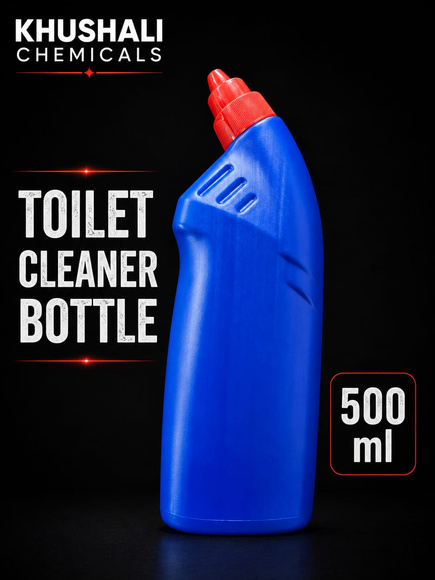 KHUSHALI
CHEMICALS
TOILET
CLEANER
BOTTLE
500
ml